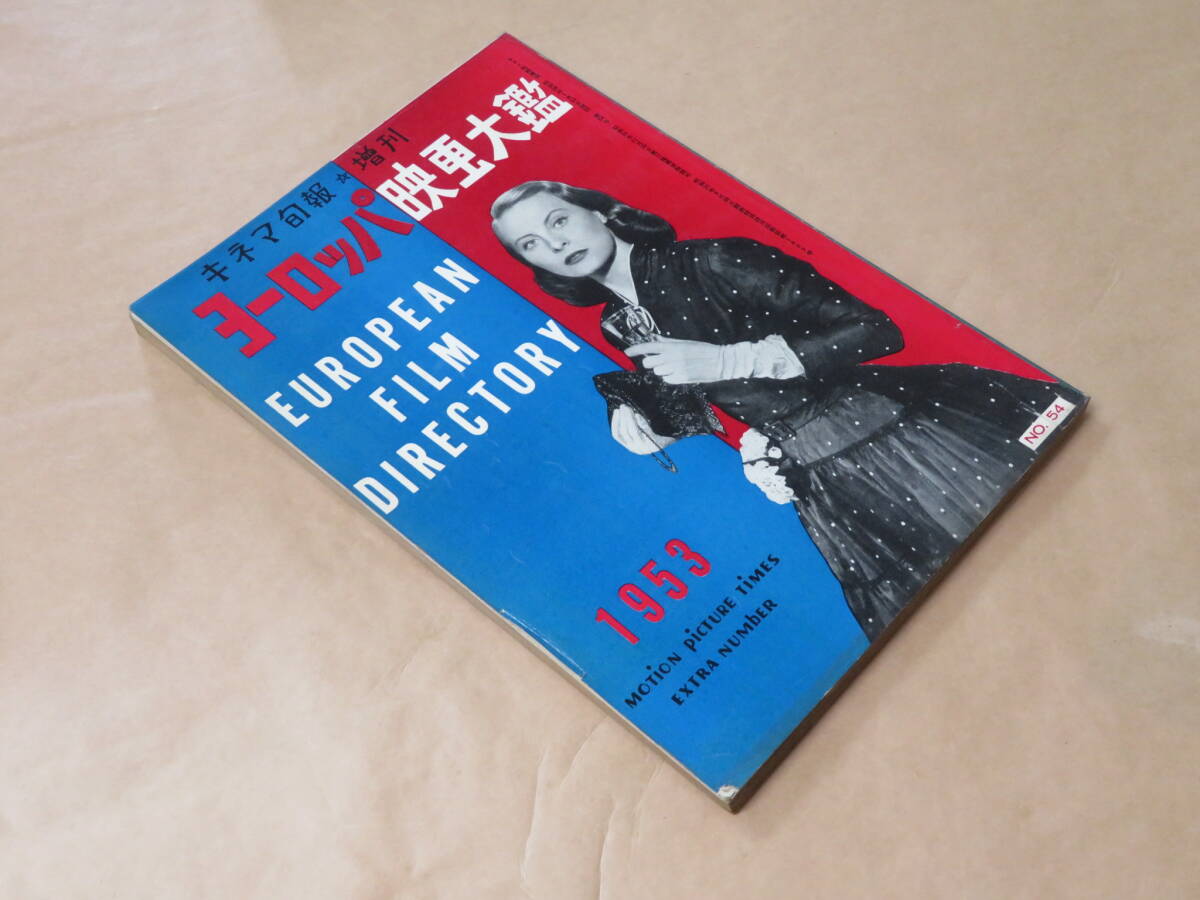 キネマ旬報☆増刊
ヨーロッパ映画大鑑
EUROPEAN
FILM
DIRECTORY
NO. 54
1953
MOTiON PiCTURE TiMES
EXTRA NUMbER